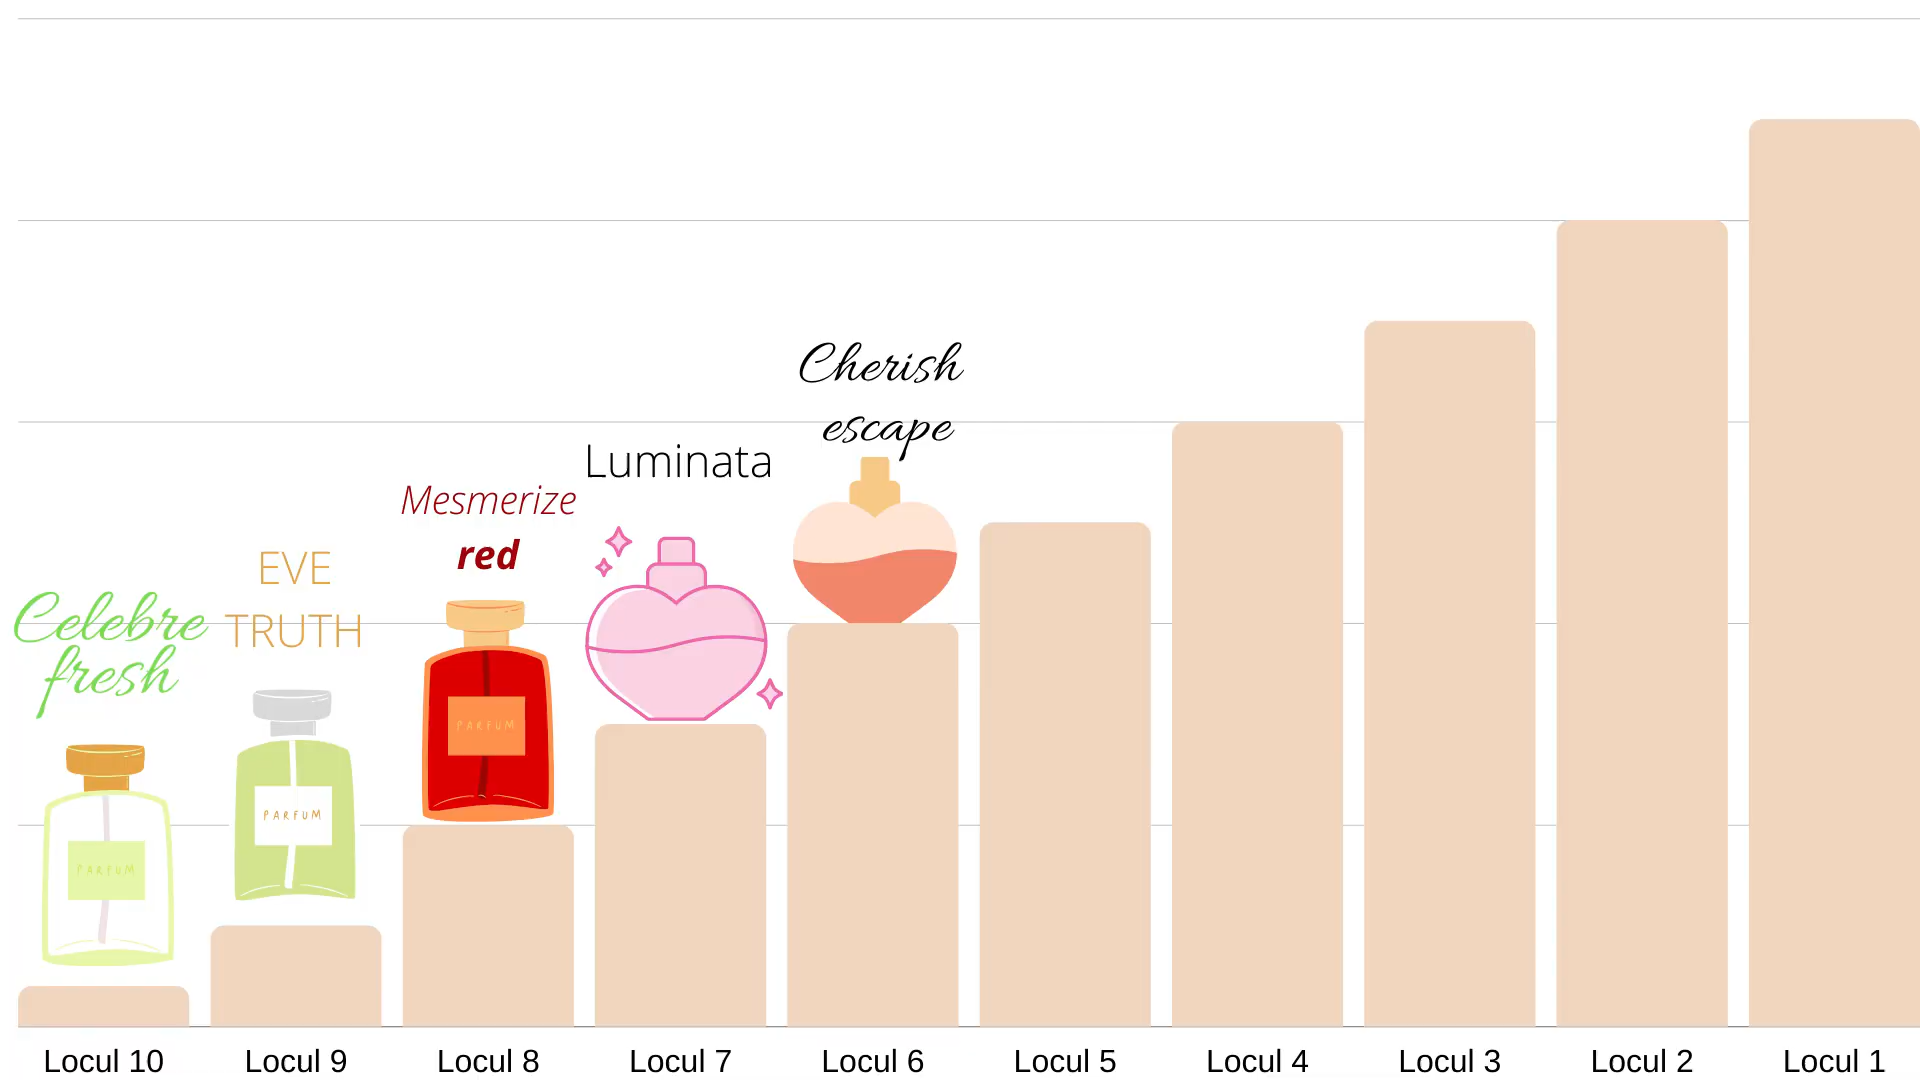 Cherish
escape
Luminata
Mesmerize
red
EVE
TRUTH
Celebre
fresh
PARFUM
PARFUM
PARFUM
Locul 10
Locul 9
Locul 8
Locul 7
Locul 6
Locul 5
Locul 4
Locul 3
Locul 2
Locul 1